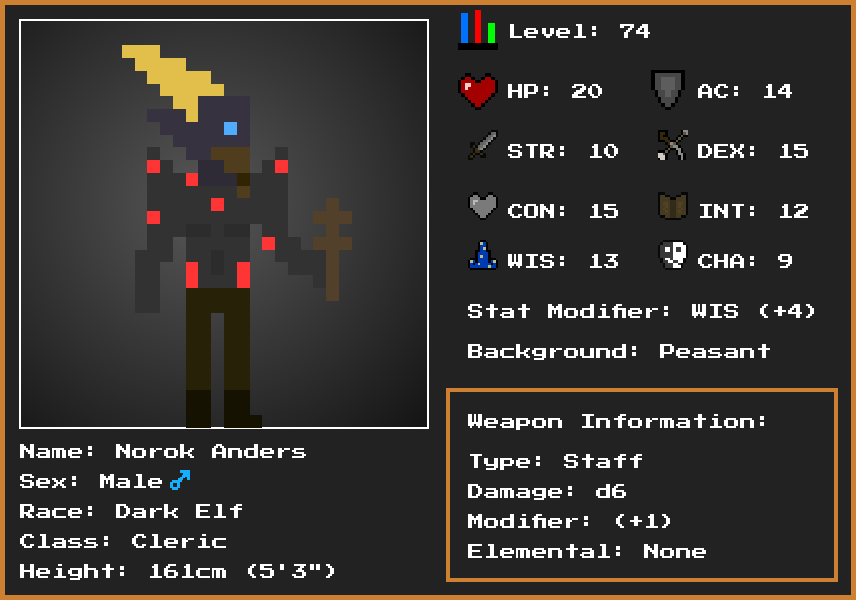 Level: 74
HP: 20
AC: 14
STR: 10
DEX: 15
CON: 15
INT: 12
WIS: 13
CHA: 9
Stat Modifier: WIS (+4)
Background: Peasant
Weapon Information:
Type: Staff
Damage: d6
Modifier: (+1)
Elemental: None
Name: Norok Anders
Sex: Male♂
Race: Dark Elf
Class: Cleric
Height: 161cm (5'3")